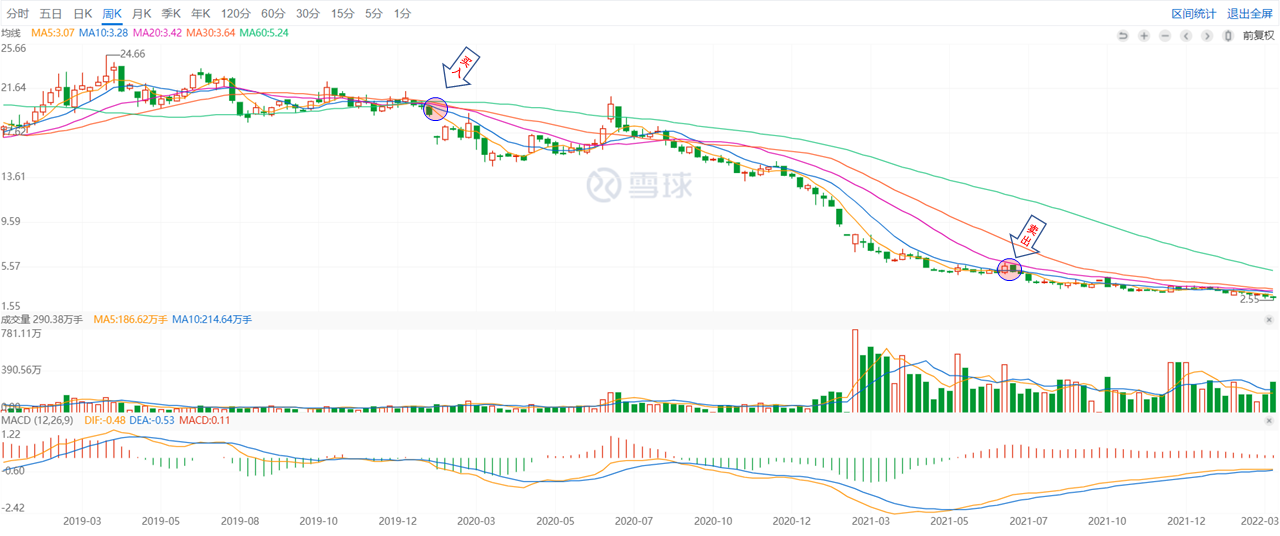 分时 五日 日K 周K 月K 季K 年K 120分 60分 30分 15分 5分 1分 区间统计 退出全屏
均线 MA5:3.07 MA10:3.28 MA20:3.42 MA30:3.64 MA60:5.24 前复权
25.66
24.66
买入
21.64
17.62
13.61
雪球
9.59
卖出
5.57
1.55
2.55
成交量 290.38万手 MA5:186.62万手 MA10:214.64万手
781.11万
390.56万
0.00
MACD (12,26,9) DIF:-0.48 DEA:-0.53 MACD:0.11
1.22
-0.60
-2.42
2019-03 2019-05 2019-08 2019-10 2019-12 2020-03 2020-05 2020-07 2020-10 2020-12 2021-03 2021-05 2021-07 2021-10 2021-12 2022-03